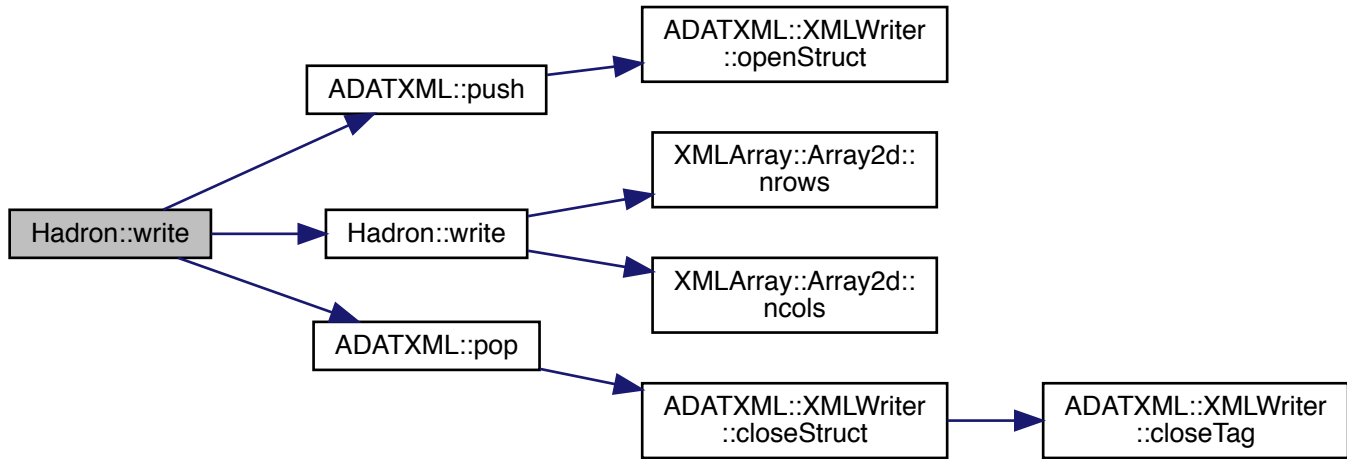 Hadron::write
ADATXML::push
ADATXML::XMLWriter
::openStruct
Hadron::write
XMLArray::Array2d::
nrows
XMLArray::Array2d::
ncols
ADATXML::pop
ADATXML::XMLWriter
::closeStruct
ADATXML::XMLWriter
::closeTag